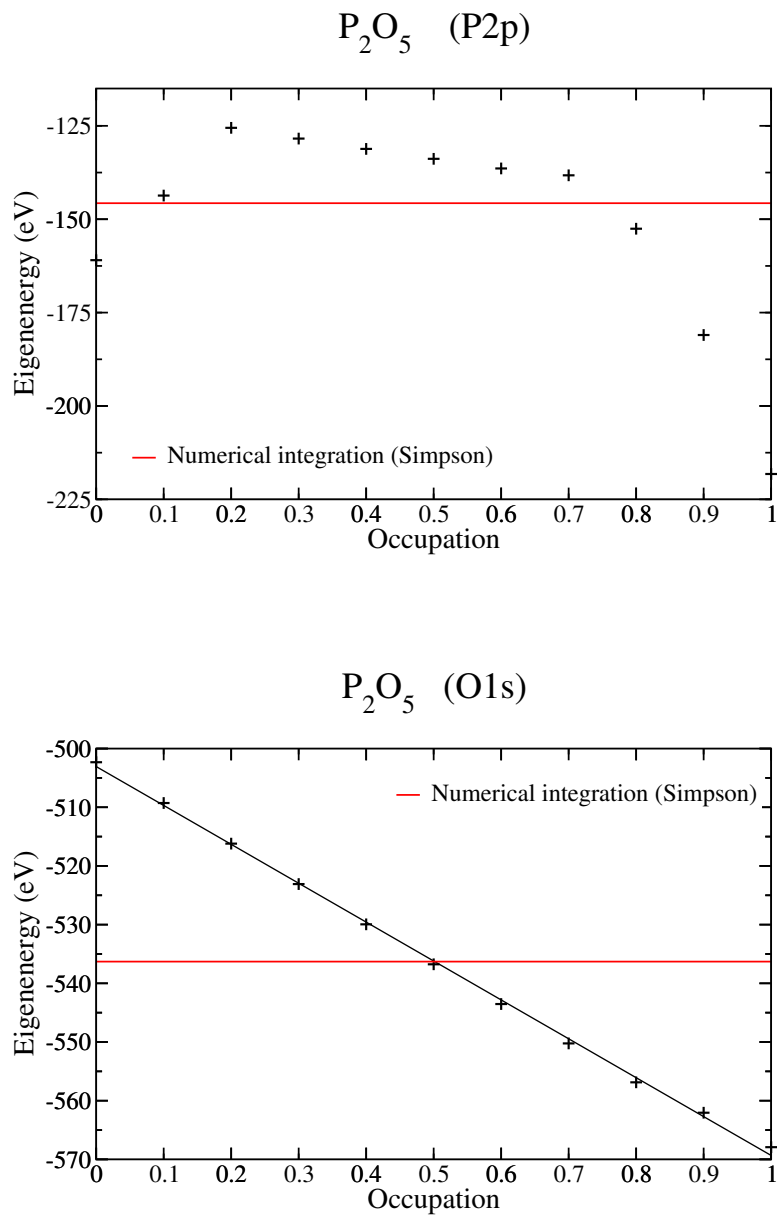 P₂O₅ (P2p)
-125
-150
-175
-200
-225
Eigenenergy (eV)
Numerical integration (Simpson)
0 0.1 0.2 0.3 0.4 0.5 0.6 0.7 0.8 0.9 1
Occupation
P₂O₅ (O1s)
-500
-510
-520
-530
-540
-550
-560
-570
Eigenenergy (eV)
Numerical integration (Simpson)
0 0.1 0.2 0.3 0.4 0.5 0.6 0.7 0.8 0.9 1
Occupation